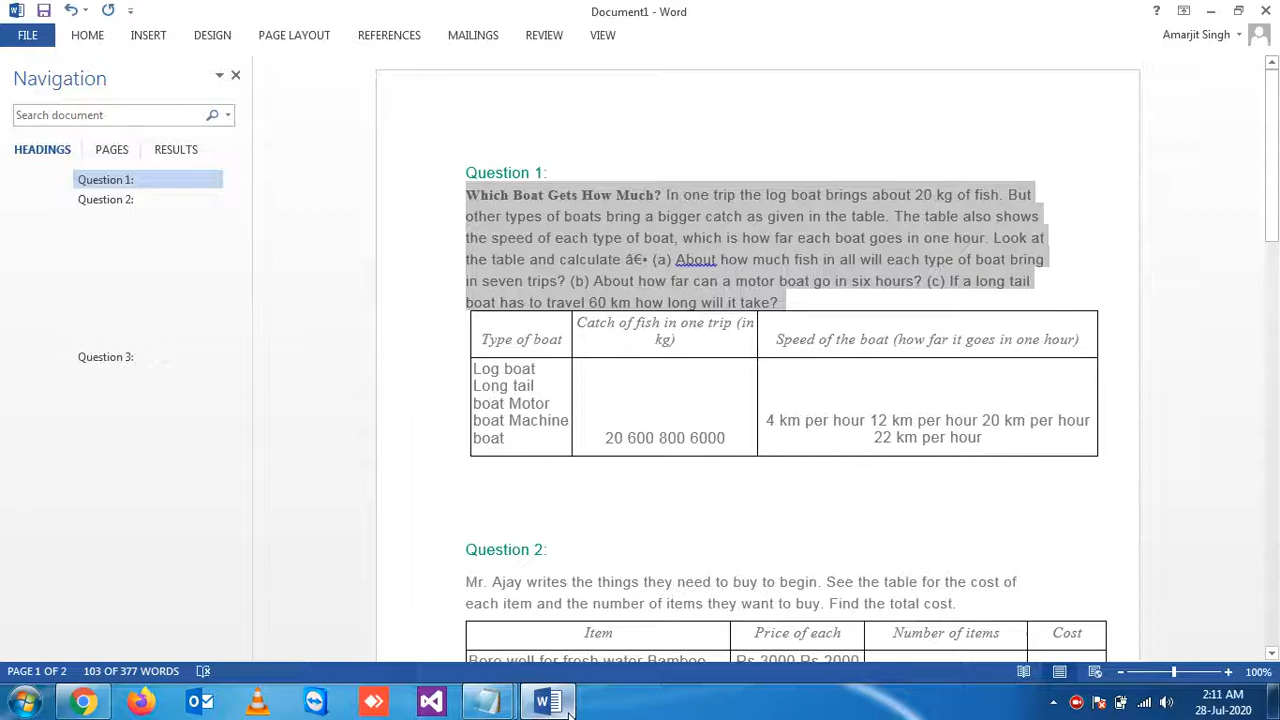 Document1 - Word
?
FILE HOME INSERT DESIGN PAGE LAYOUT REFERENCES MAILINGS REVIEW VIEW
Amarjit Singh
Navigation
Search document
HEADINGS PAGES RESULTS
Question 1:
Question 2:
Question 3:
Question 1:
Which Boat Gets How Much? In one trip the log boat brings about 20 kg of fish. But
other types of boats bring a bigger catch as given in the table. The table also shows
the speed of each type of boat, which is how far each boat goes in one hour. Look at
the table and calculate â€• (a) About how much fish in all will each type of boat bring
in seven trips? (b) About how far can a motor boat go in six hours? (c) If a long tail
boat has to travel 60 km how long will it take?
Type of boat
Catch of fish in one trip (in
kg)
Speed of the boat (how far it goes in one hour)
Log boat
Long tail
boat Motor
boat Machine
boat
20 600 800 6000
4 km per hour 12 km per hour 20 km per hour
22 km per hour
Question 2:
Mr. Ajay writes the things they need to buy to begin. See the table for the cost of
each item and the number of items they want to buy. Find the total cost.
Item Price of each Number of items Cost
Bore well for fresh water Bamboo Rs 3000 Rs 2000
PAGE 1 OF 2 103 OF 377 WORDS
100%
2:11 AM
28-Jul-2020